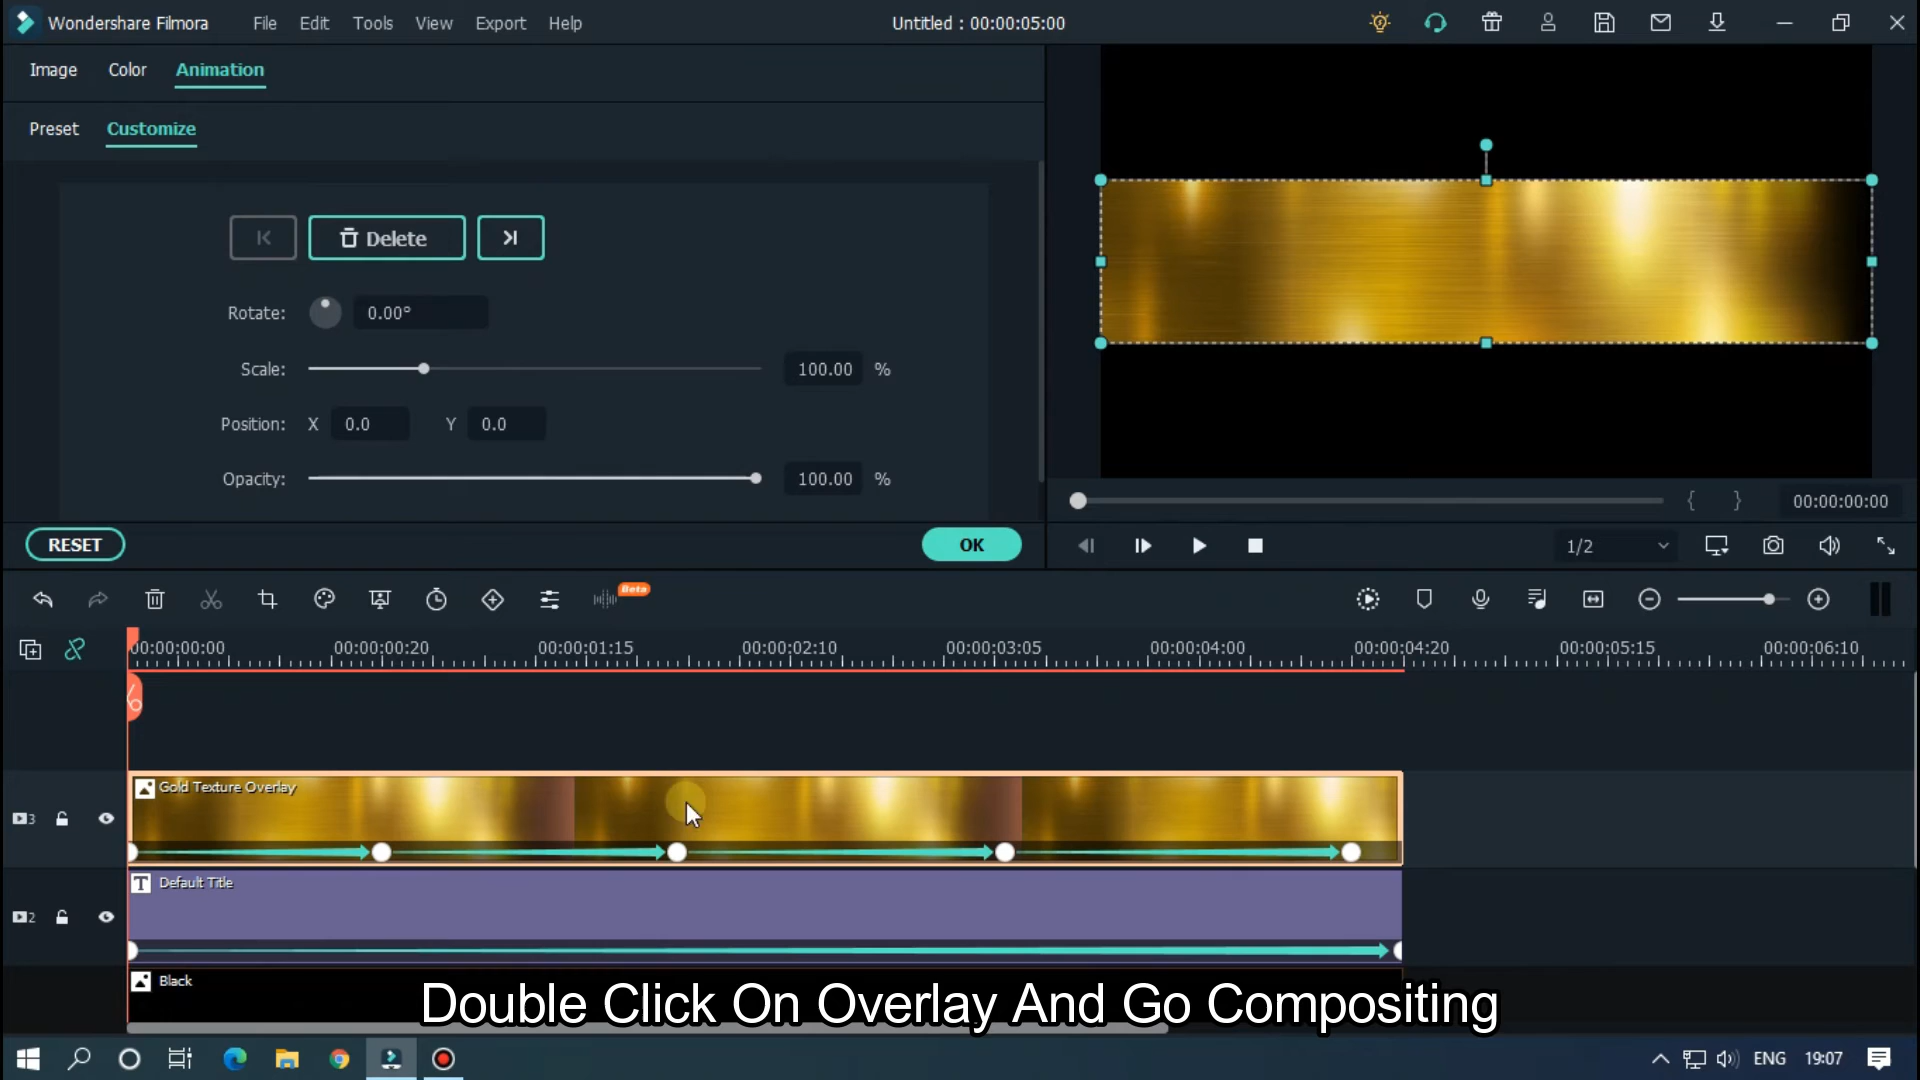 Wondershare Filmora
File Edit Tools View Export Help
Untitled : 00:00:05:00
Image Color Animation
Preset Customize
Delete
Rotate: 0.00°
Scale: 100.00 %
Position: X 0.0 Y 0.0
Opacity: 100.00 %
RESET OK
{ } 00:00:00:00
1/2
Beta
00:00:00:00 00:00:00:20 00:00:01:15 00:00:02:10 00:00:03:05 00:00:04:00 00:00:04:20 00:00:05:15 00:00:06:10
Gold Texture Overlay
3
T Default Title
2
Black
Double Click On Overlay And Go Compositing
ENG 19:07